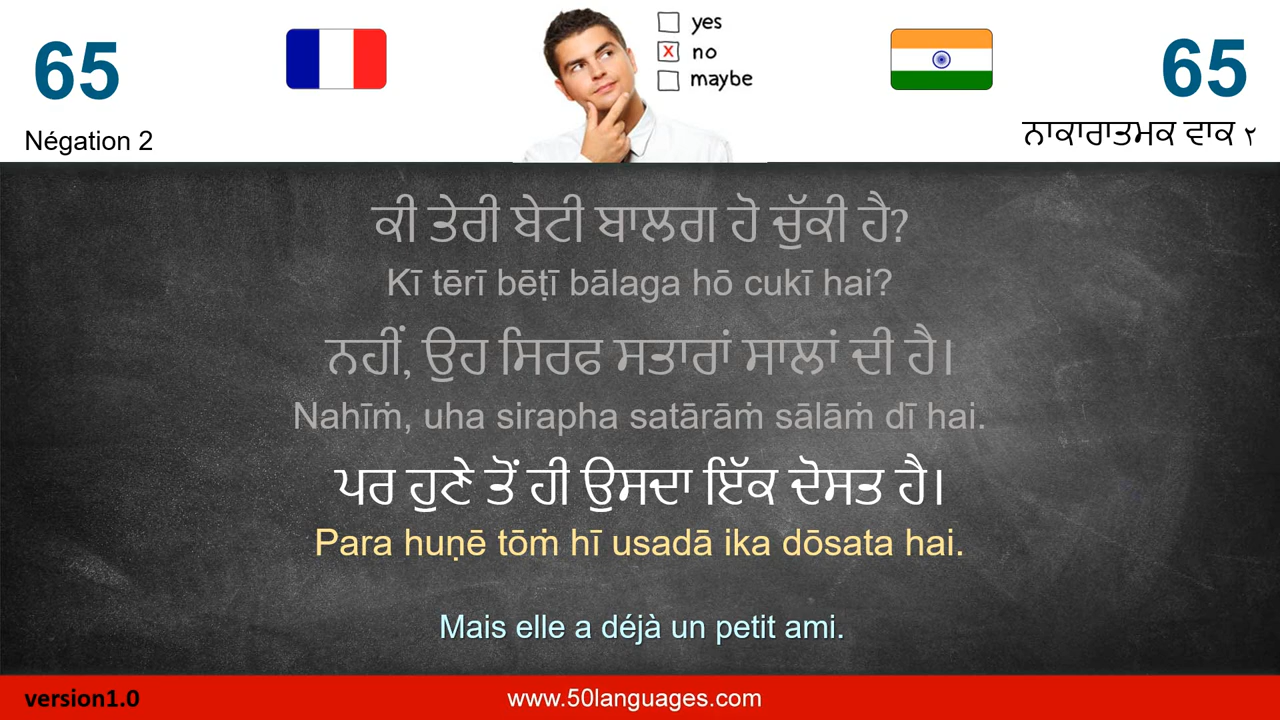 65
yes
no
maybe
65
Négation 2
ਨਾਕਾਰਾਤਮਕ ਵਾਕ ੨
ਕੀ ਤੇਰੀ ਬੇਟੀ ਬਾਲਗ ਹੋ ਚੁੱਕੀ ਹੈ?
Kī tērī bēṭī bālaga hō cukī hai?
ਨਹੀਂ, ਉਹ ਸਿਰਫ ਸਤਾਰਾਂ ਸਾਲਾਂ ਦੀ ਹੈ।
Nahīṁ, uha sirapha satārāṁ sālāṁ dī hai.
ਪਰ ਹੁਣੇ ਤੋਂ ਹੀ ਉਸਦਾ ਇੱਕ ਦੋਸਤ ਹੈ।
Para huṇē tōṁ hī usadā ika dōsata hai.
Mais elle a déjà un petit ami.
version1.0
www.50languages.com